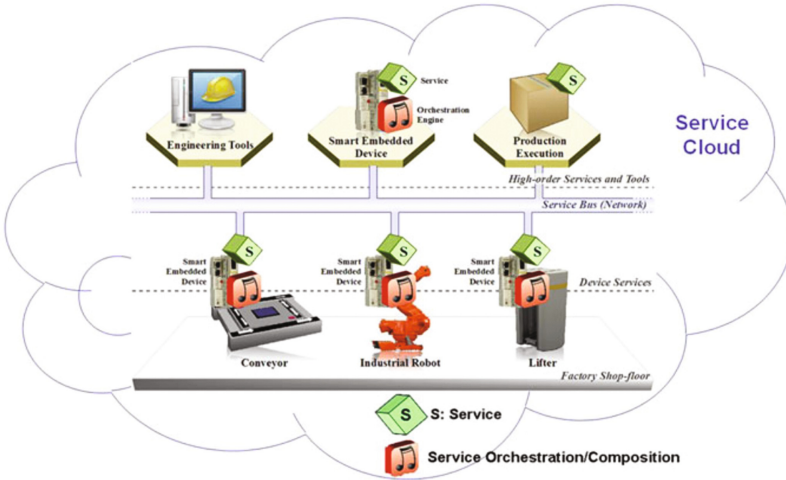 S
Service
S
Orchestration
Engine
Service
Cloud
Engineering Tools
Smart Embedded
Device
Production
Execution
High-order Services and Tools
Service Bus (Network)
S
S
S
Smart
Embedded
Device
Smart
Embedded
Device
Smart
Embedded
Device
Device Services
Conveyor
Industrial Robot
Lifter
Factory Shop-floor
S
S: Service
Service Orchestration/Composition